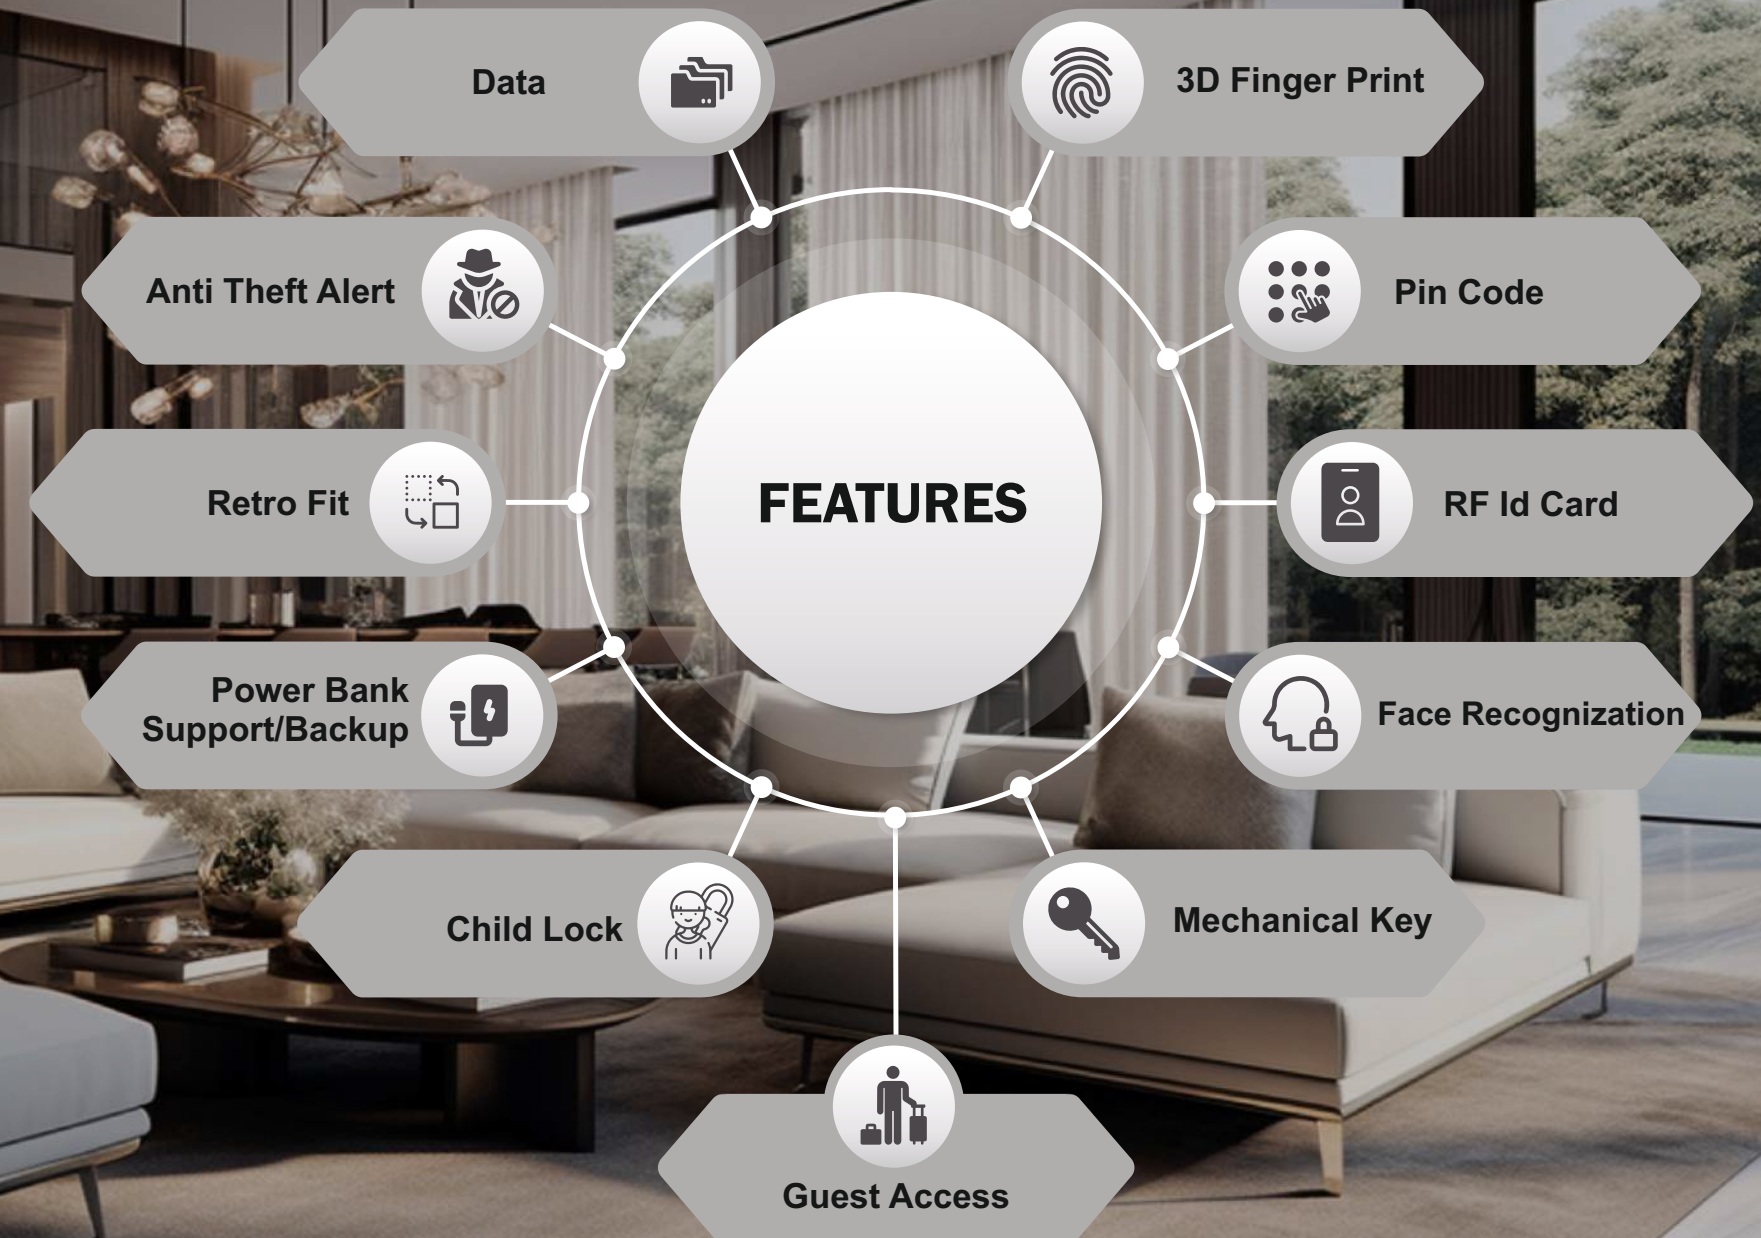 Data
3D Finger Print
Anti Theft Alert
Pin Code
Retro Fit
FEATURES
RF Id Card
Power Bank
Support/Backup
Face Recognization
Child Lock
Mechanical Key
Guest Access